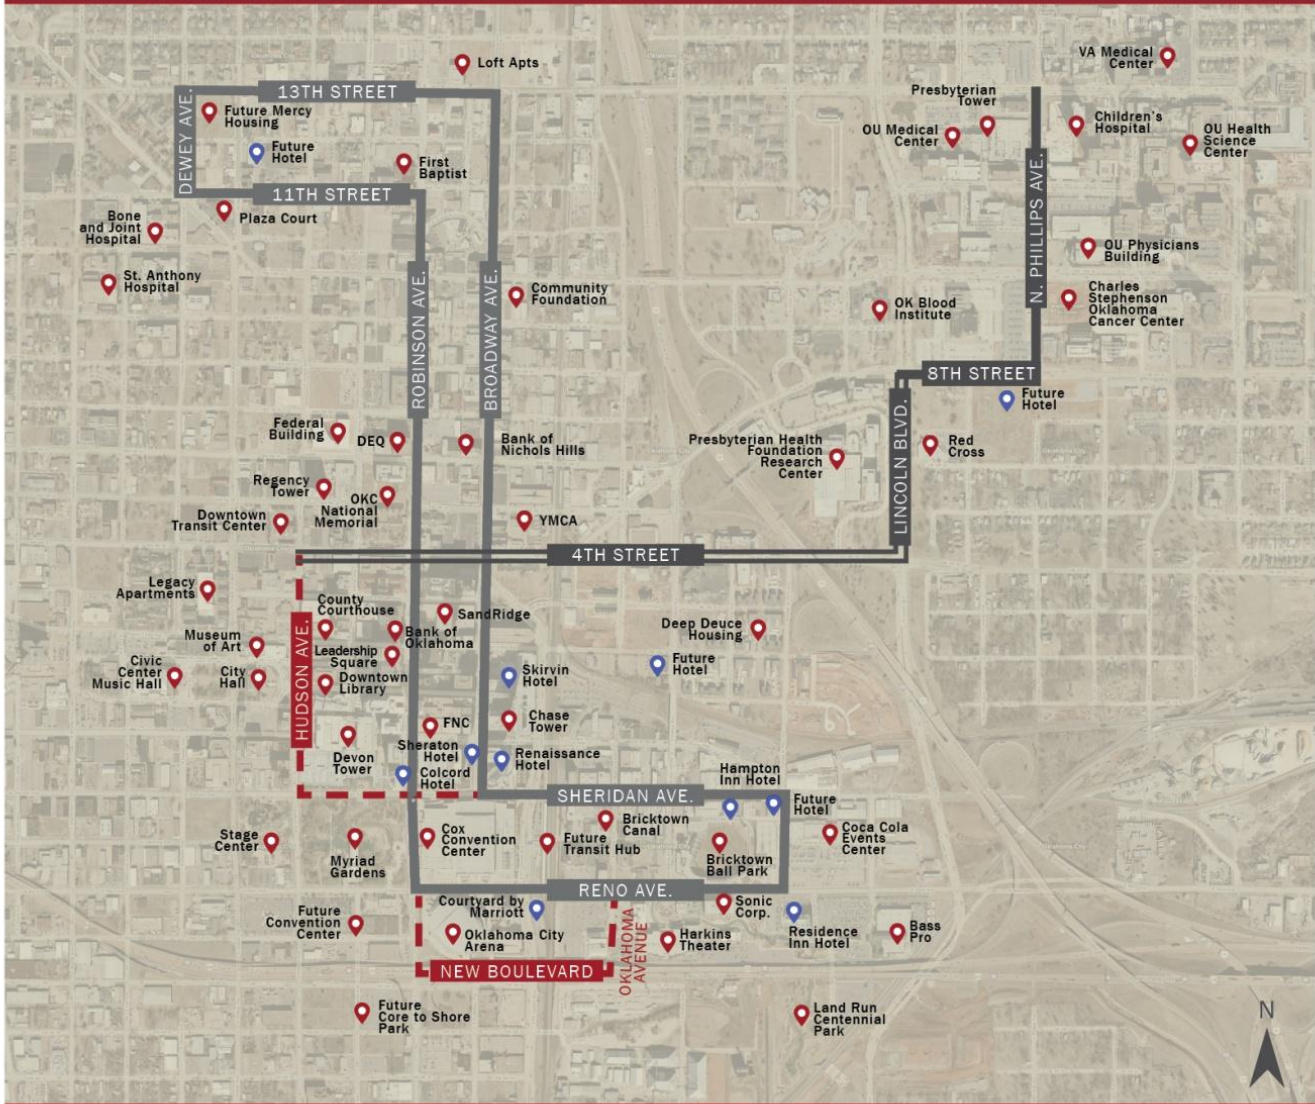 VA Medical
Center
Loft Apts
13TH STREET
DEWEY AVE.
Future Mercy
Housing
Future
Hotel
First
Baptist
11TH STREET
Plaza Court
Bone
and Joint
Hospital
St. Anthony
Hospital
Presbyterian
Tower
OU Medical
Center
Children's
Hospital
OU Health
Science
Center
N. PHILLIPS AVE.
OU Physicians
Building
Charles
Stephenson
Oklahoma
Cancer Center
OK Blood
Institute
ROBINSON AVE.
BROADWAY AVE.
Community
Foundation
8TH STREET
Future
Hotel
LINCOLN BLVD.
Red
Cross
Presbyterian Health
Foundation
Research
Center
Federal
Building
DEQ
Bank of
Nichols Hills
Regency
Tower
OKC
National
Memorial
Downtown
Transit Center
YMCA
4TH STREET
Legacy
Apartments
County
Courthouse
SandRidge
Bank of
Oklahoma
Leadership
Square
Museum
of Art
HUDSON AVE.
Civic
Center
Music Hall
City
Hall
Downtown
Library
Deep Deuce
Housing
Future
Hotel
Skirvin
Hotel
FNC
Chase
Tower
Devon
Tower
Sheraton
Hotel
Renaissance
Hotel
Colcord
Hotel
Hampton
Inn Hotel
SHERIDAN AVE.
Future
Hotel
Stage
Center
Myriad
Gardens
Cox
Convention
Center
Future
Transit Hub
Bricktown
Canal
Bricktown
Ball Park
Coca Cola
Events
Center
RENO AVE.
Courtyard by
Marriott
Future
Convention
Center
Oklahoma City
Arena
OKLAHOMA
AVENUE
Harkins
Theater
Sonic
Corp.
Residence
Inn Hotel
Bass
Pro
NEW BOULEVARD
Future
Core to Shore
Park
Land Run
Centennial
Park
N